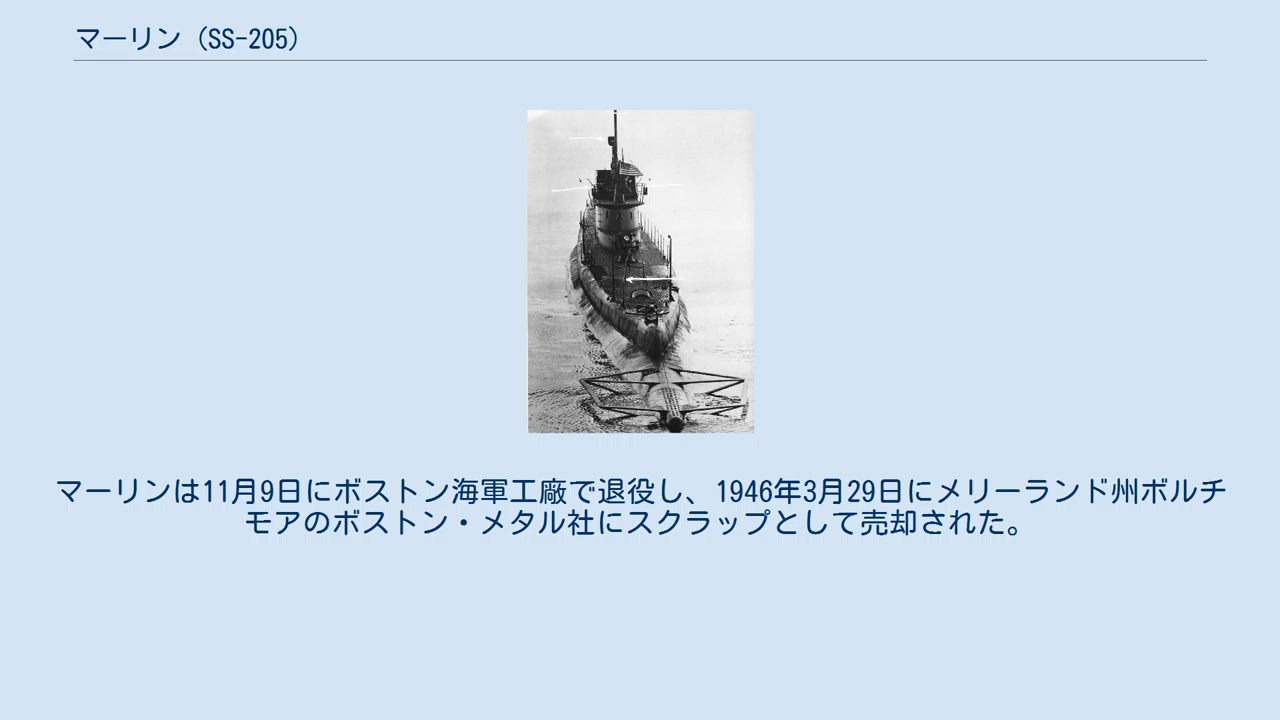 マーリン（SS-205）
マーリンは11月9日にボストン海軍工廠で退役し、1946年3月29日にメリーランド州ボルチ
モアのボストン・メタル社にスクラップとして売却された。